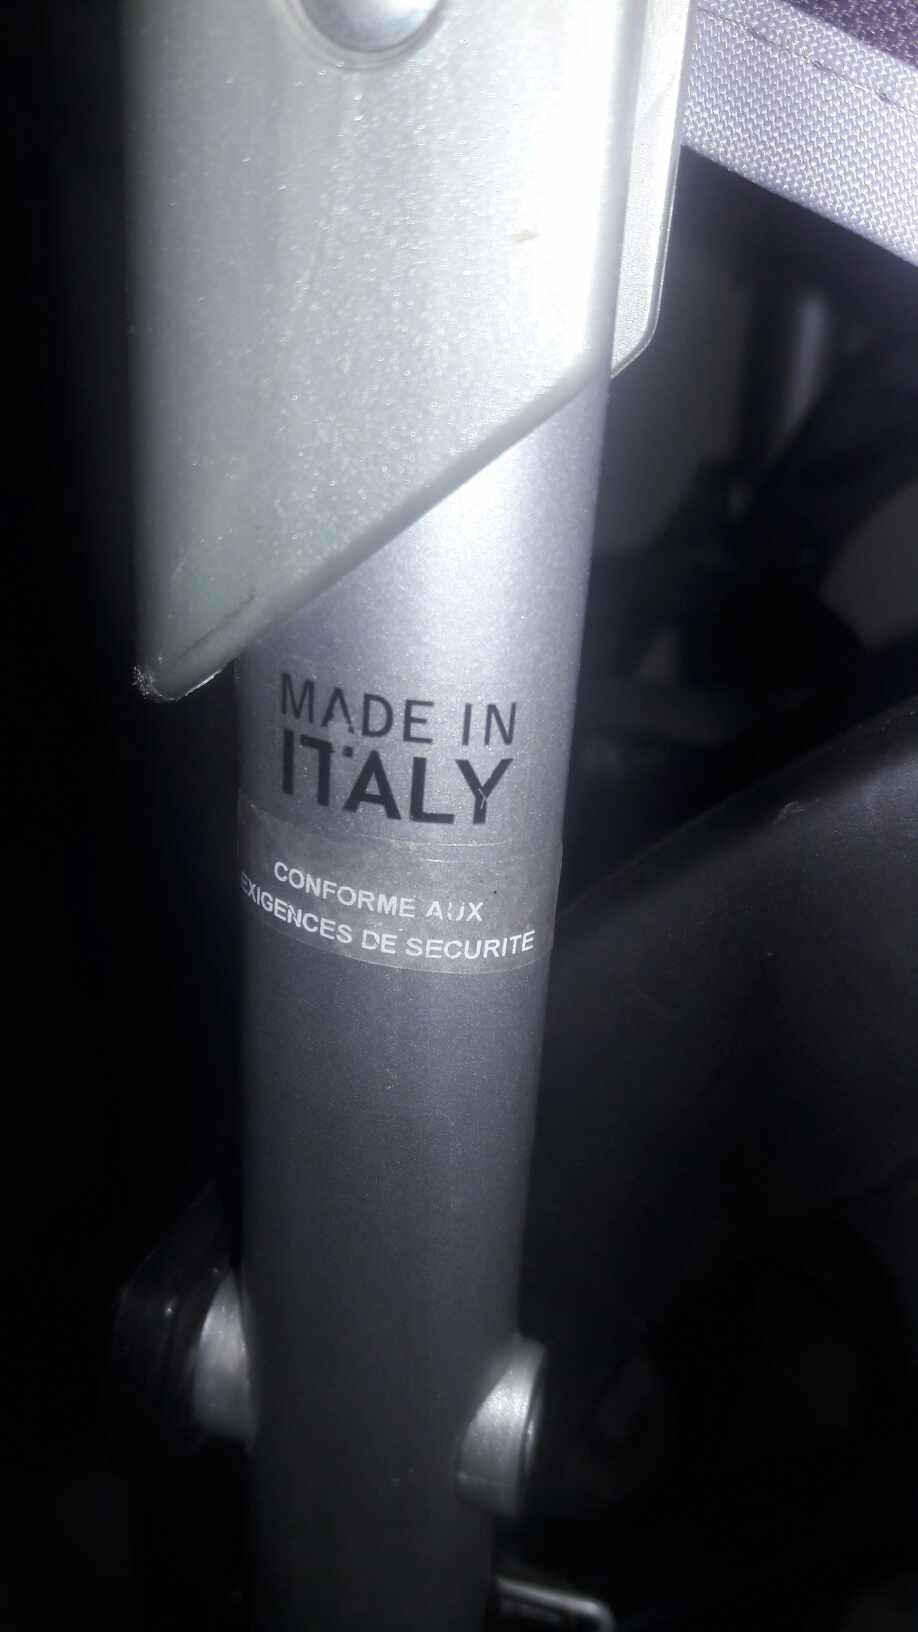 MADE IN
ITALY
CONFORME AUX
EXIGENCES DE SECURITE